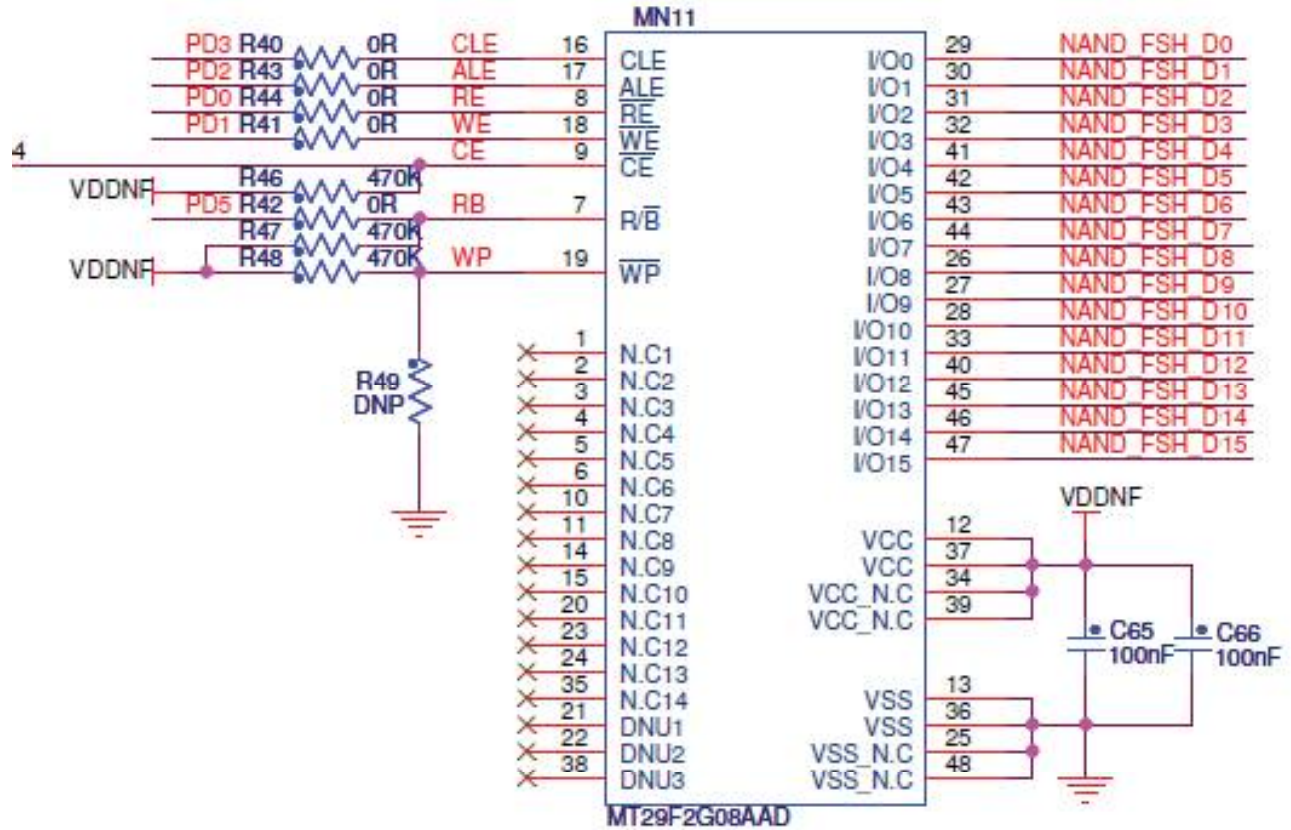 MN11
PD3 R40 0R CLE 16 CLE I/O0 29 NAND_FSH_D0
PD2 R43 0R ALE 17 ALE I/O1 30 NAND_FSH_D1
PD0 R44 0R RE 8 RE I/O2 31 NAND_FSH_D2
PD1 R41 0R WE 18 WE I/O3 32 NAND_FSH_D3
4 CE 9 CE I/O4 41 NAND_FSH_D4
VDDNF R46 470K I/O5 42 NAND_FSH_D5
PD5 R42 0R RB 7 R/B I/O6 43 NAND_FSH_D6
R47 470K I/O7 44 NAND_FSH_D7
VDDNF R48 470K WP 19 WP I/O8 26 NAND_FSH_D8
I/O9 27 NAND_FSH_D9
I/O10 28 NAND_FSH_D10
1 N.C1 I/O11 33 NAND_FSH_D11
2 N.C2 I/O12 40 NAND_FSH_D12
3 N.C3 I/O13 45 NAND_FSH_D13
4 N.C4 I/O14 46 NAND_FSH_D14
5 N.C5 I/O15 47 NAND_FSH_D15
R49
DNP
6 N.C6
10 N.C7
VDDNF
11 N.C8 VCC 12
14 N.C9 VCC 37
15 N.C10 VCC_N.C 34
20 N.C11 VCC_N.C 39
23 N.C12
C65
100nF
C66
100nF
24 N.C13
35 N.C14 VSS 13
21 DNU1 VSS 36
22 DNU2 VSS_N.C 25
38 DNU3 VSS_N.C 48
MT29F2G08AAD